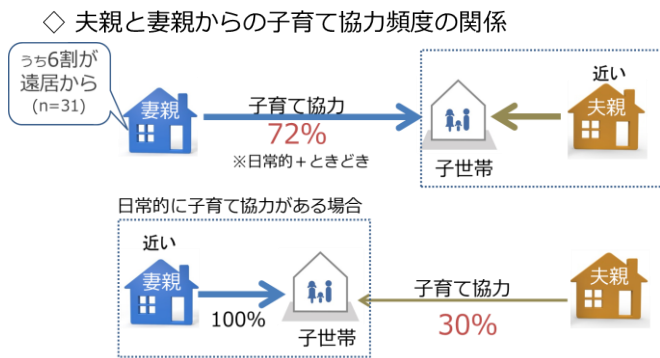 ◇ 夫親と妻親からの子育て協力頻度の関係
うち6割が
遠居から
(n=31)
妻親
子育て協力
72%
※日常的+ときどき
子世帯
近い
夫親
日常的に子育て協力がある場合
近い
妻親
100%
子世帯
子育て協力
30%
夫親